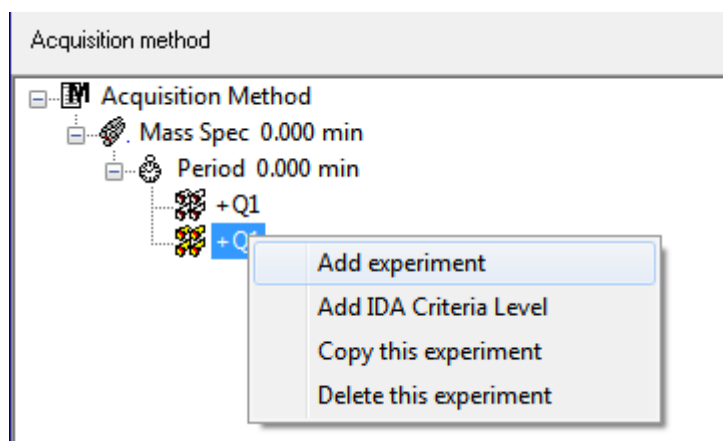 Acquisition method
Acquisition Method
Mass Spec 0.000 min
Period 0.000 min
+Q1
+Q1
Add experiment
Add IDA Criteria Level
Copy this experiment
Delete this experiment